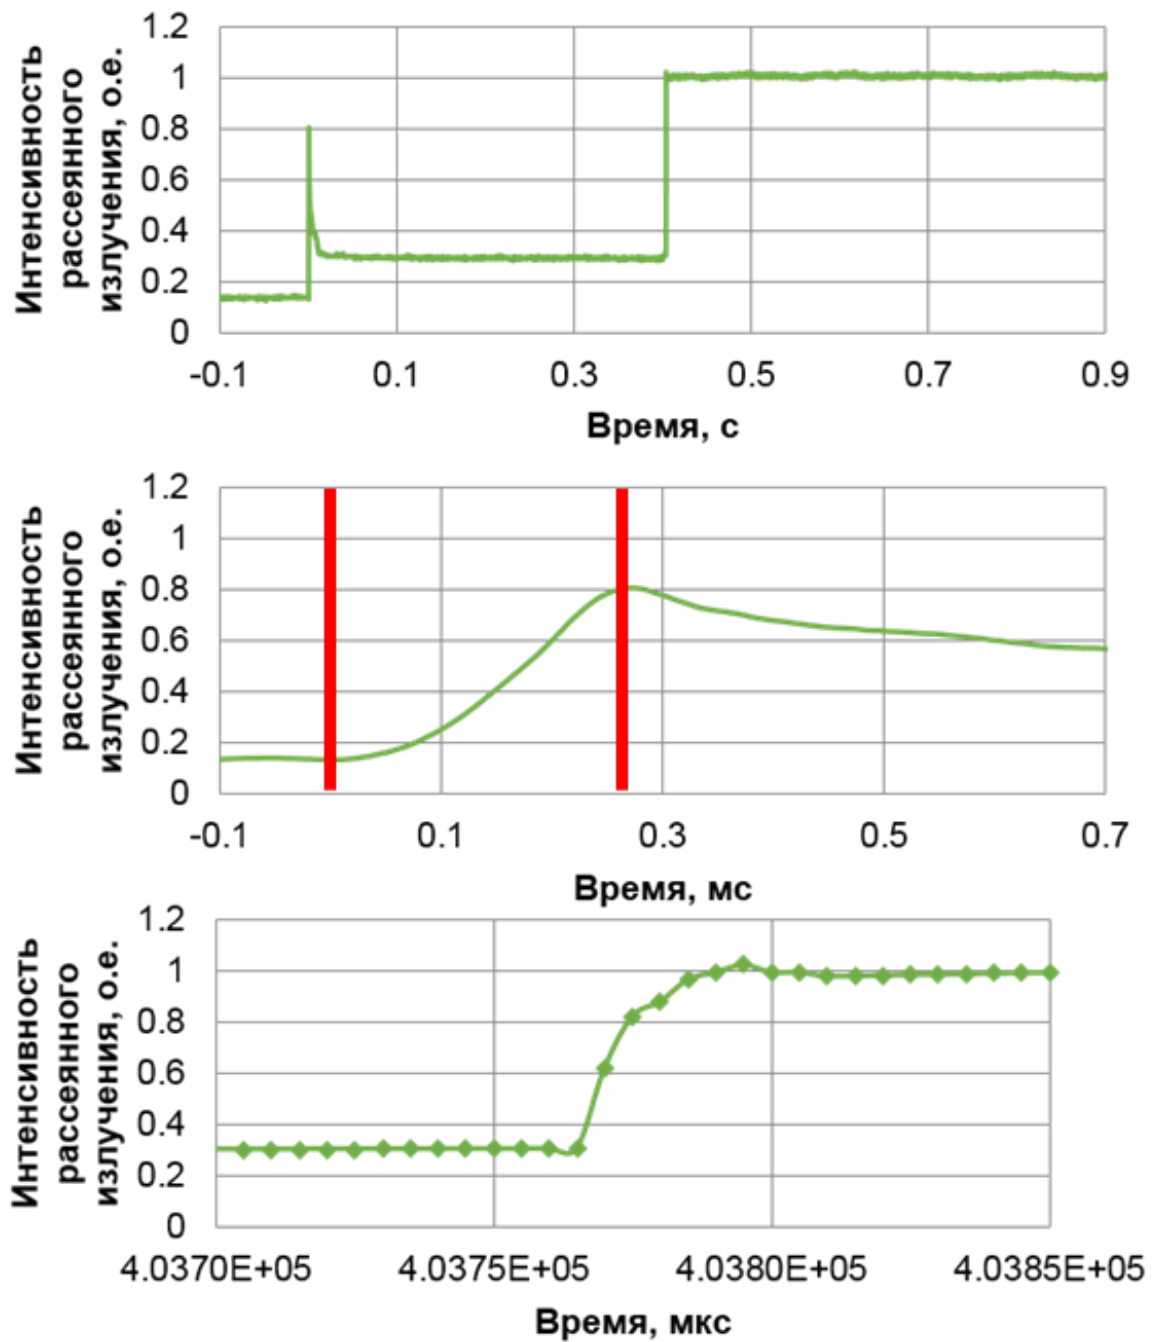 Интенсивность
рассеянного
излучения, о.е.
1.2
1
0.8
0.6
0.4
0.2
0
-0.1 0.1 0.3 0.5 0.7 0.9
Время, с
Интенсивность
рассеянного
излучения, о.е.
1.2
1
0.8
0.6
0.4
0.2
0
-0.1 0.1 0.3 0.5 0.7
Время, мс
Интенсивность
рассеянного
излучения, о.е.
1.2
1
0.8
0.6
0.4
0.2
0
4.0370E+05 4.0375E+05 4.0380E+05 4.0385E+05
Время, мкс